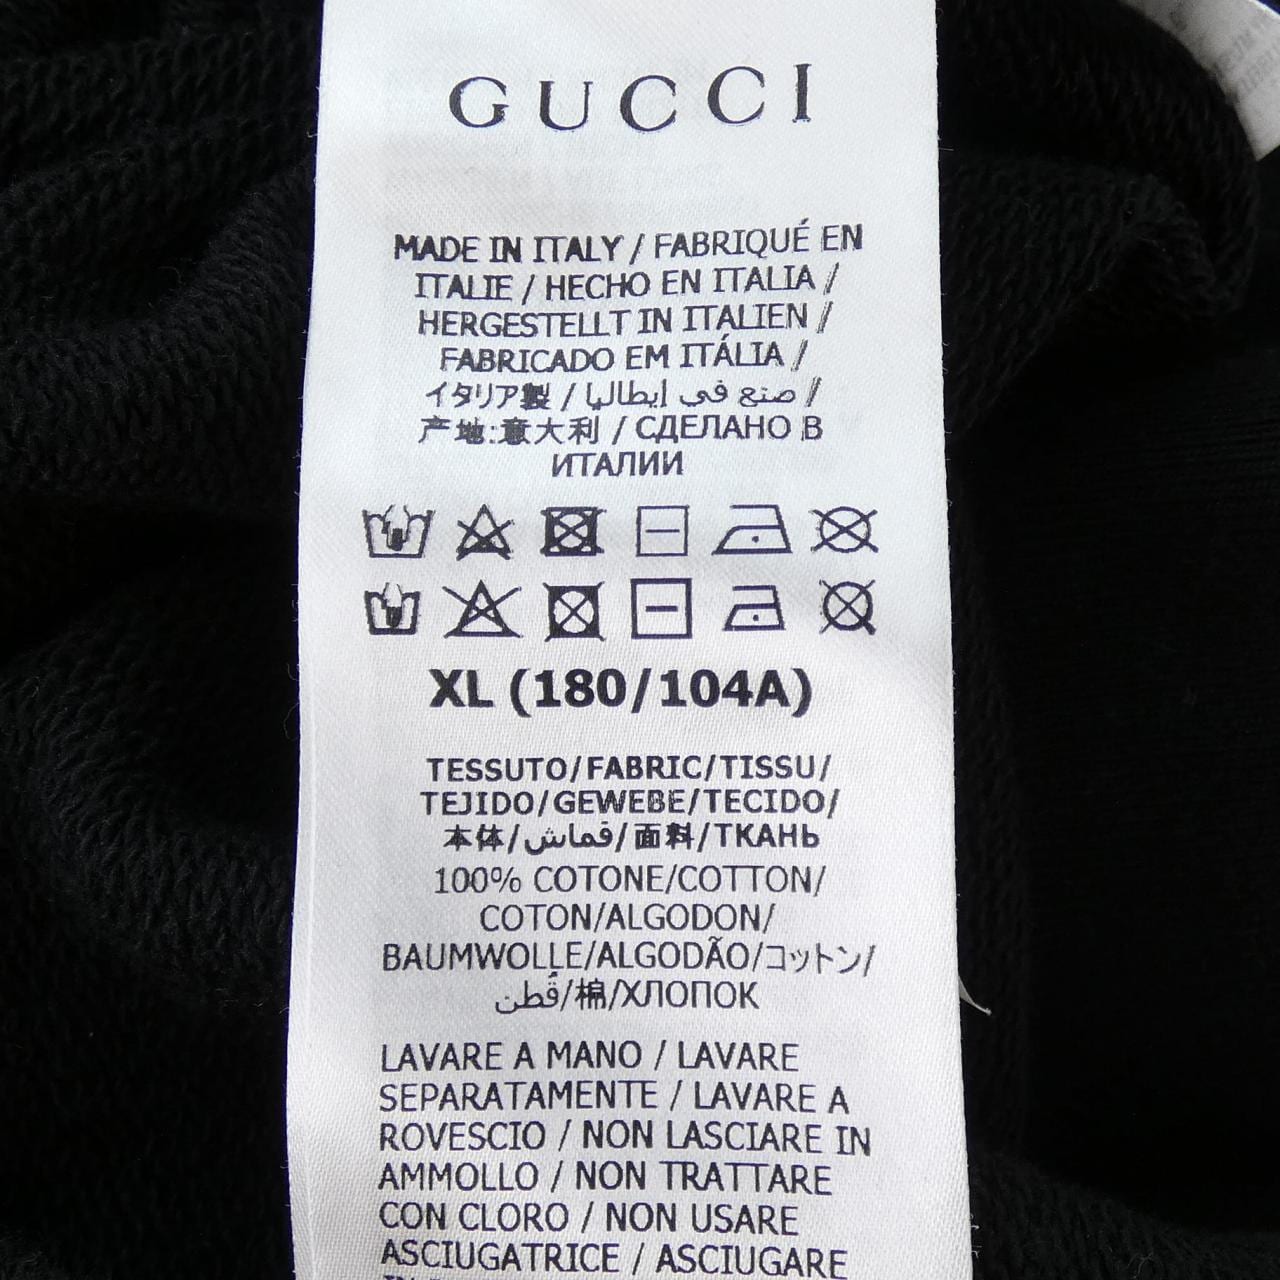 GUCCI
MADE IN ITALY / FABRIQUÉ EN
ITALIE / HECHO EN ITALIA /
HERGESTELLT IN ITALIEN /
FABRICADO EM ITÁLIA /
イタリア製 / صنع في إيطاليا /
产地:意大利 / СДЕЛАНО В
ИТАЛИИ
XL (180/104A)
TESSUTO/FABRIC/TISSU/
TEJIDO/GEWEBE/TECIDO/
本体/قماش/面料/ТКАНЬ
100% COTONE/COTTON/
COTON/ALGODON/
BAUMWOLLE/ALGODÃO/コットン/
قُطن/棉/ХЛОПОК
LAVARE A MANO / LAVARE
SEPARATAMENTE / LAVARE A
ROVESCIO / NON LASCIARE IN
AMMOLLO / NON TRATTARE
CON CLORO / NON USARE
ASCIUGATRICE / ASCIUGARE